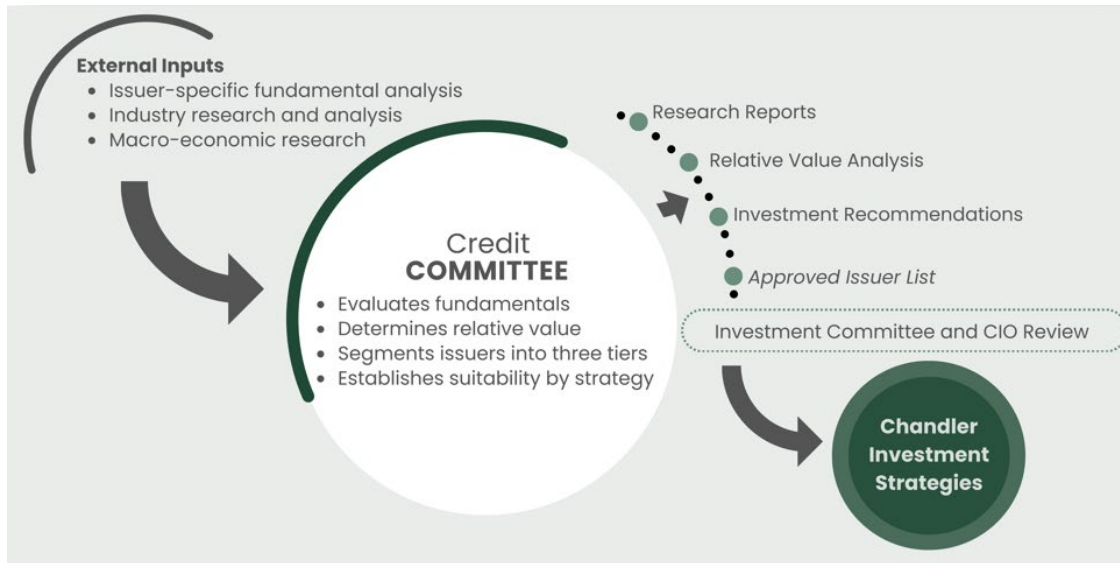 External Inputs
• Issuer-specific fundamental analysis
• Industry research and analysis
• Macro-economic research
Credit
COMMITTEE
• Evaluates fundamentals
• Determines relative value
• Segments issuers into three tiers
• Establishes suitability by strategy
Research Reports
Relative Value Analysis
Investment Recommendations
Approved Issuer List
Investment Committee and CIO Review
Chandler
Investment
Strategies